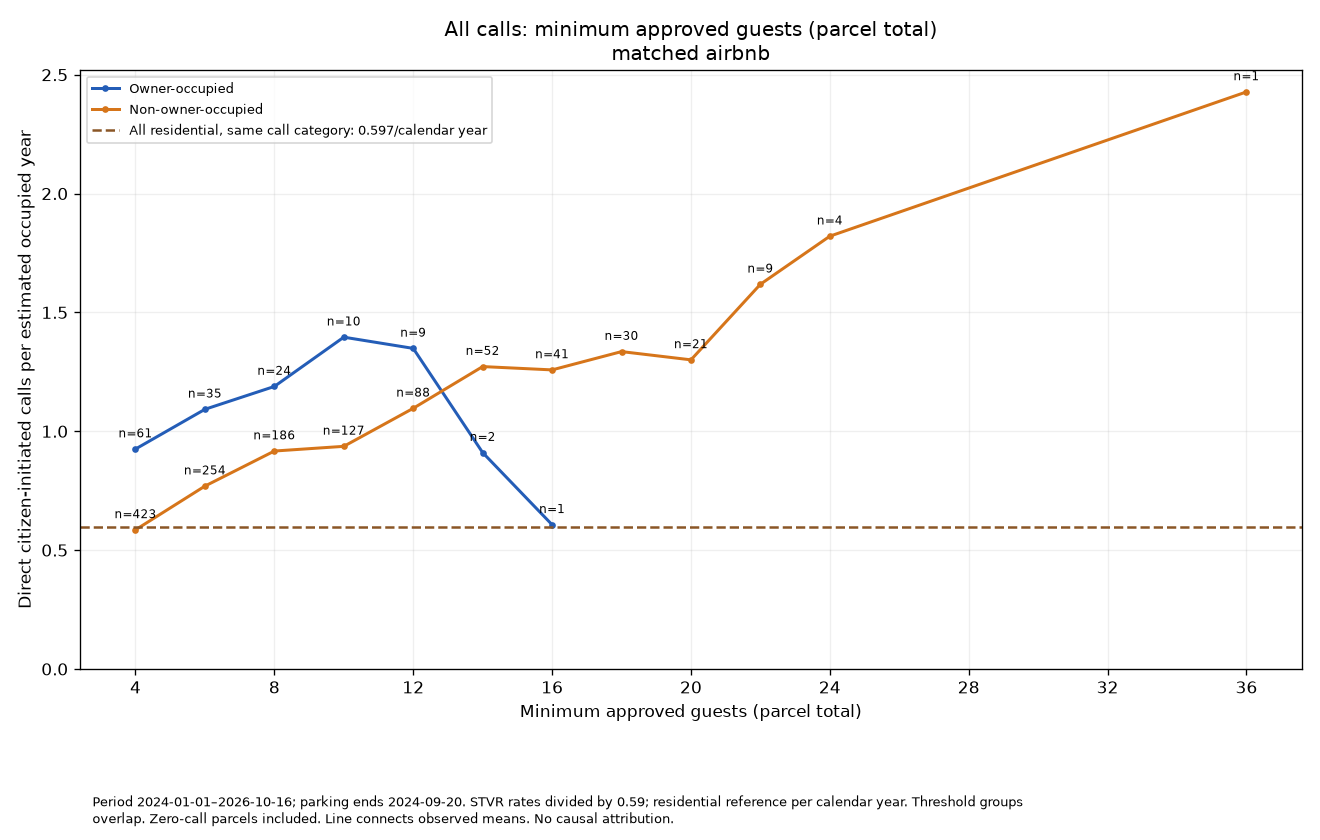 All calls: minimum approved guests (parcel total)
matched airbnb
Owner-occupied
Non-owner-occupied
All residential, same call category: 0.597/calendar year
Direct citizen-initiated calls per estimated occupied year
2.5
2.0
1.5
1.0
0.5
0.0
n=61
n=35
n=24
n=10
n=9
n=2
n=1
n=423
n=254
n=186
n=127
n=88
n=52
n=41
n=30
n=21
n=9
n=4
n=1
4 8 12 16 20 24 28 32 36
Minimum approved guests (parcel total)
Period 2024-01-01–2026-10-16; parking ends 2024-09-20. STVR rates divided by 0.59; residential reference per calendar year. Threshold groups
overlap. Zero-call parcels included. Line connects observed means. No causal attribution.